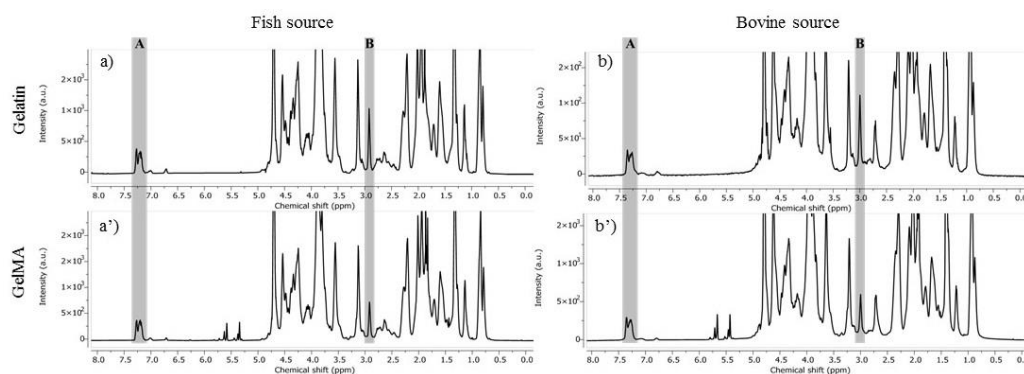 Fish source
Bovine source
Gelatin
GelMA
A
B
a)
Intensity (a.u.)
2×10³
1×10³
5×10²
0
8.0 7.5 7.0 6.5 6.0 5.5 5.0 4.5 4.0 3.5 3.0 2.5 2.0 1.5 1.0 0.5 0.0
Chemical shift (ppm)
A
B
b)
Intensity (a.u.)
2×10³
1×10³
5×10²
0
8.0 7.5 7.0 6.5 6.0 5.5 5.0 4.5 4.0 3.5 3.0 2.5 2.0 1.5 1.0 0.5 0.0
Chemical shift (ppm)
a’)
Intensity (a.u.)
2×10³
1×10³
5×10²
0
8.0 7.5 7.0 6.5 6.0 5.5 5.0 4.5 4.0 3.5 3.0 2.5 2.0 1.5 1.0 0.5 0.0
Chemical shift (ppm)
b’)
Intensity (a.u.)
2×10³
1×10³
5×10²
0
8.0 7.5 7.0 6.5 6.0 5.5 5.0 4.5 4.0 3.5 3.0 2.5 2.0 1.5 1.0 0.5 0.0
Chemical shift (ppm)